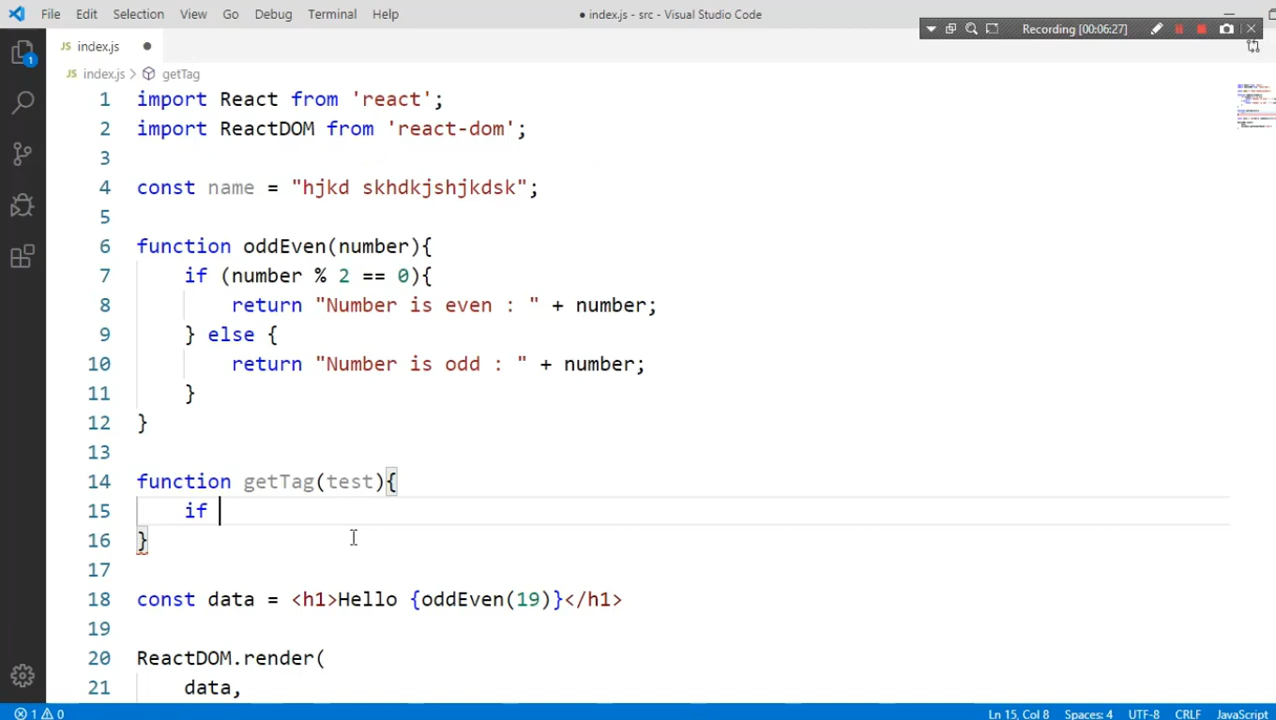 File Edit Selection View Go Debug Terminal Help
● index.js - src - Visual Studio Code
Recording [00:06:27]
JS index.js ●
JS index.js > getTag
1 import React from 'react';
2 import ReactDOM from 'react-dom';
3
4 const name = "hjkd skhdkjshjkdsk";
5
6 function oddEven(number){
7 if (number % 2 == 0){
8 return "Number is even : " + number;
9 } else {
10 return "Number is odd : " + number;
11 }
12 }
13
14 function getTag(test){
15 if
16 }
17
18 const data = <h1>Hello {oddEven(19)}</h1>
19
20 ReactDOM.render(
21 data,
1
1 0 Ln 15, Col 8 Spaces: 4 UTF-8 CRLF JavaScript